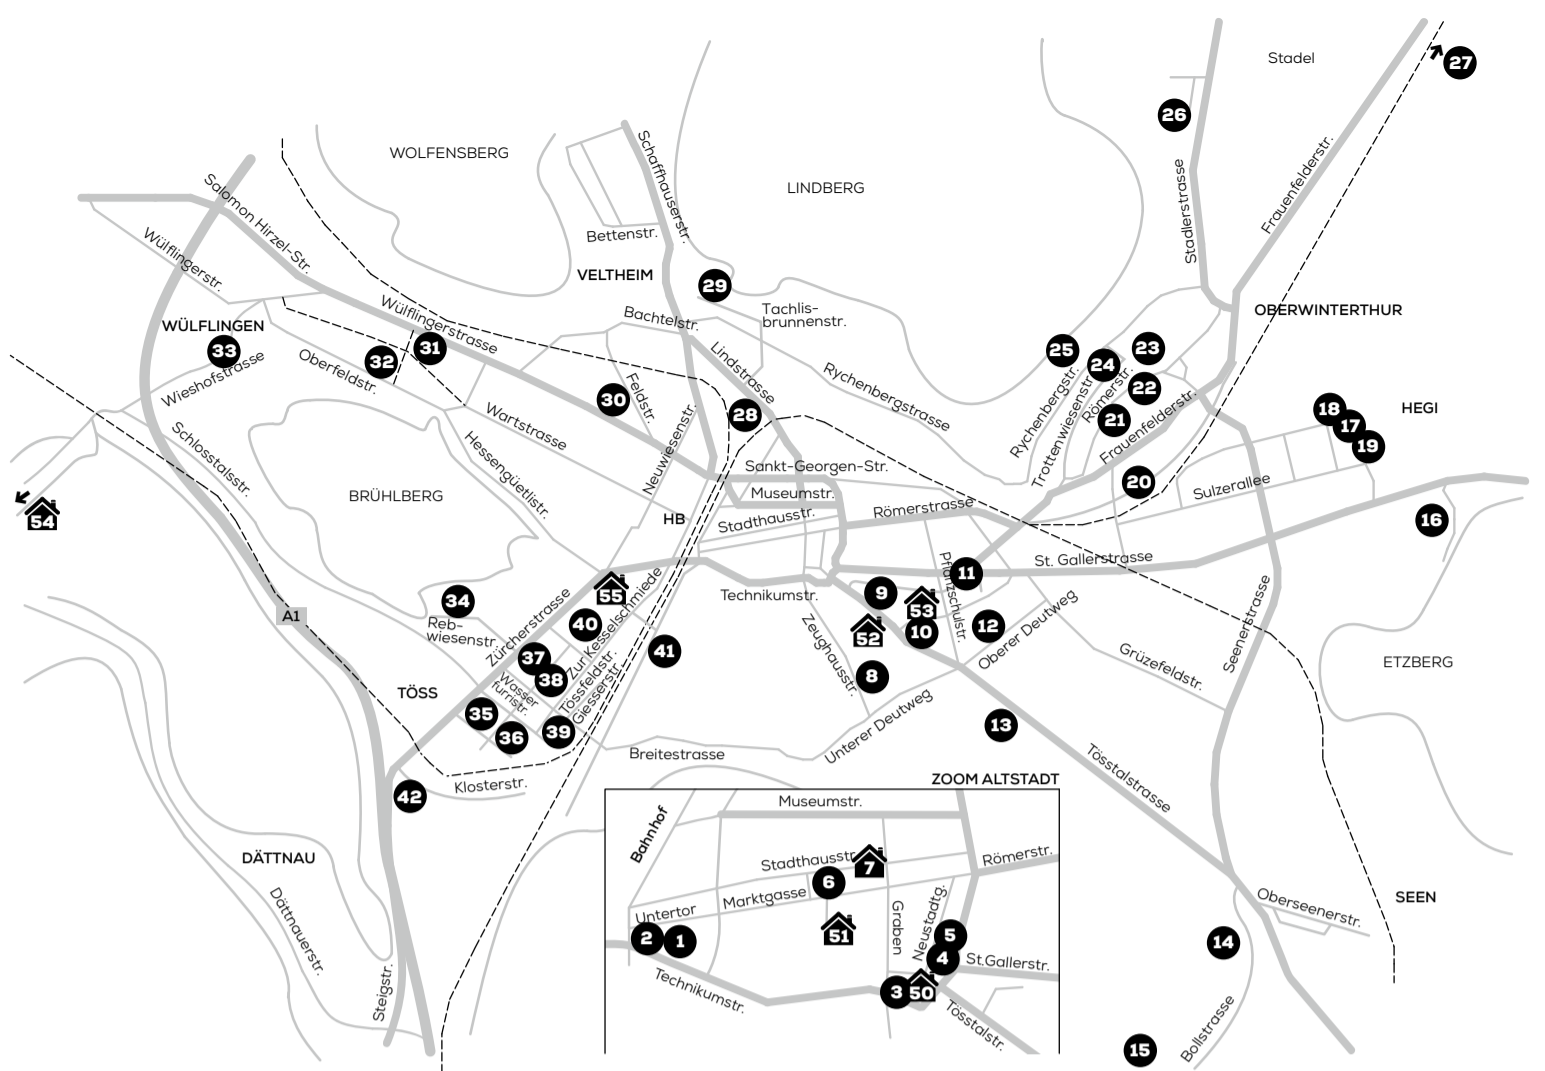 Stadel
27
26
WOLFENSBERG
Schaffhauserstr.
LINDBERG
Stadlerstrasse
Frauenfelderstr.
Salomon Hirzel-Str.
Wülflingerstr.
Bettenstr.
VELTHEIM
29
Tachlis-
brunnenstr.
Bachtelstr.
OBERWINTERTHUR
WÜLFLINGEN
33
Wieshofstrasse
Wülflingerstrasse
31
32
Oberfeldstr.
Lindstrasse
Rychenbergstrasse
25
24
23
22
21
Rychenbergstr.
Trottenwiesenstr.
Römerstr.
Frauenfelderstr.
18
17
19
HEGI
30
Feldstr.
28
Wartstrasse
Neuwiesenstr.
Hessengüetlistr.
Schlosstalsstr.
Sankt-Georgen-Str.
Museumstr.
Stadthausstr.
Römerstrasse
20
Sulzerallee
16
BRÜHLBERG
HB
54
St. Gallerstrasse
Pflanzschulstr.
11
9
53
10
52
12
Technikumstr.
Zeughausstr.
8
Oberer Deutweg
Unterer Deutweg
Grüzefeldstr.
Seenerstrasse
ETZBERG
A1
34
Reb-
wiesenstr.
Zürcherstrasse
55
40
Zur Kesselschmiede
41
37
38
Tössfeldstr.
Giesserstr.
Wasser
furristr.
TÖSS
35
36
39
13
Breitestrasse
Tösstalstrasse
Klosterstr.
42
DÄTTNAU
Dättnauerstr.
Steigstr.
ZOOM ALTSTADT
Museumstr.
Bahnhof
Stadthausstr.
7
6
Römerstr.
Marktgasse
Untertor
51
Graben
Neustadtg.
2
1
5
4
St.Gallerstr.
3
50
Technikumstr.
Tösstalstr.
SEEN
Oberseenerstr.
14
Bollstrasse
15